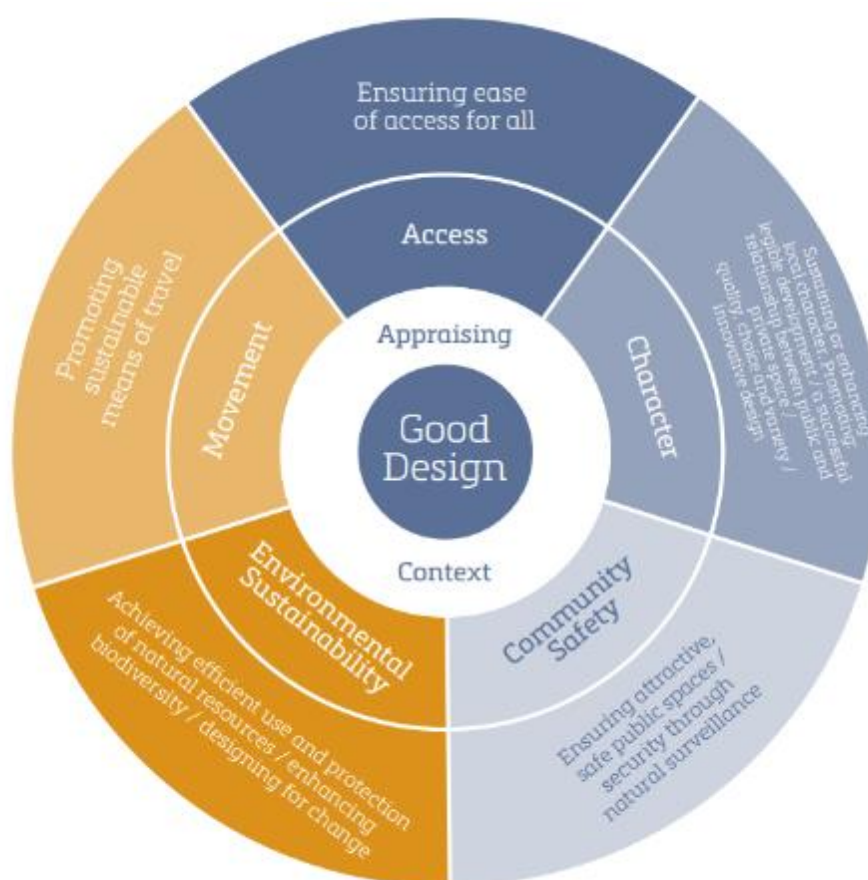 Ensuring ease
of access for all
Access
Appraising
Good
Design
Context
Character
Sustaining or enhancing
local character. Promoting
legible development / a successful
relationship between public and
private space /
quality, choice and variety /
innovative design
Community
Safety
Ensuring attractive,
safe public spaces /
security through
natural surveillance
Environmental
Sustainability
Achieving efficient use and protection
of natural resources / enhancing
biodiversity / designing for change
Movement
Promoting
sustainable
means of travel